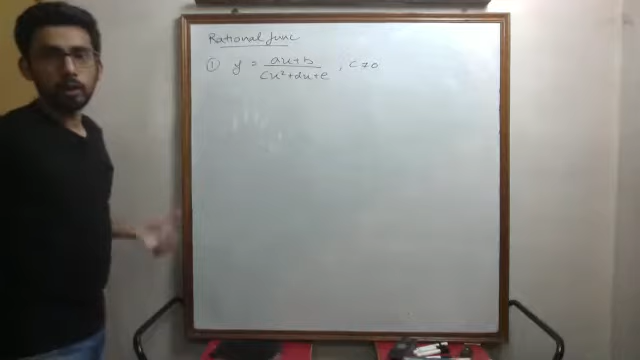 Rational func
① y = ax+b / cx²+dx+e , c≠0